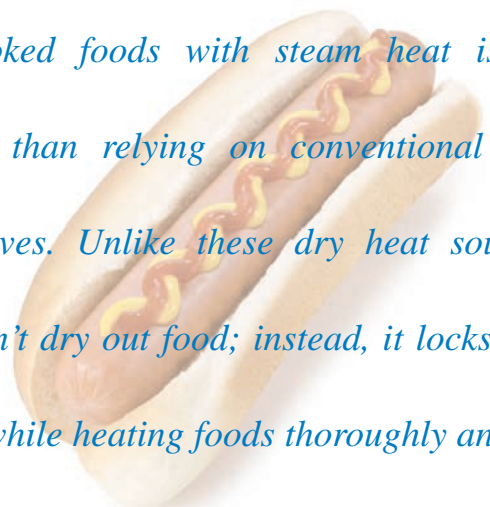 oked foods with steam heat is
than relying on conventional
ves. Unlike these dry heat sou
n't dry out food; instead, it locks
while heating foods thoroughly an